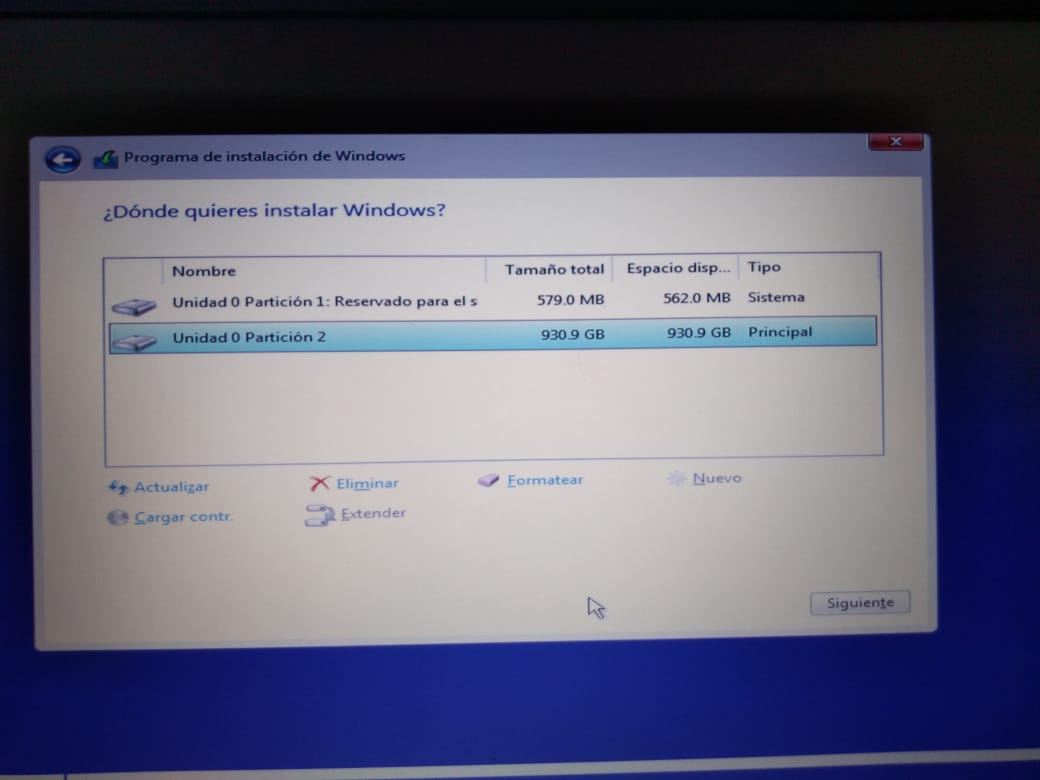 Programa de instalación de Windows
¿Dónde quieres instalar Windows?
Nombre Tamaño total Espacio disp... Tipo
Unidad 0 Partición 1: Reservado para el s 579.0 MB 562.0 MB Sistema
Unidad 0 Partición 2 930.9 GB 930.9 GB Principal
Actualizar Eliminar Formatear Nuevo
Cargar contr. Extender
Siguiente